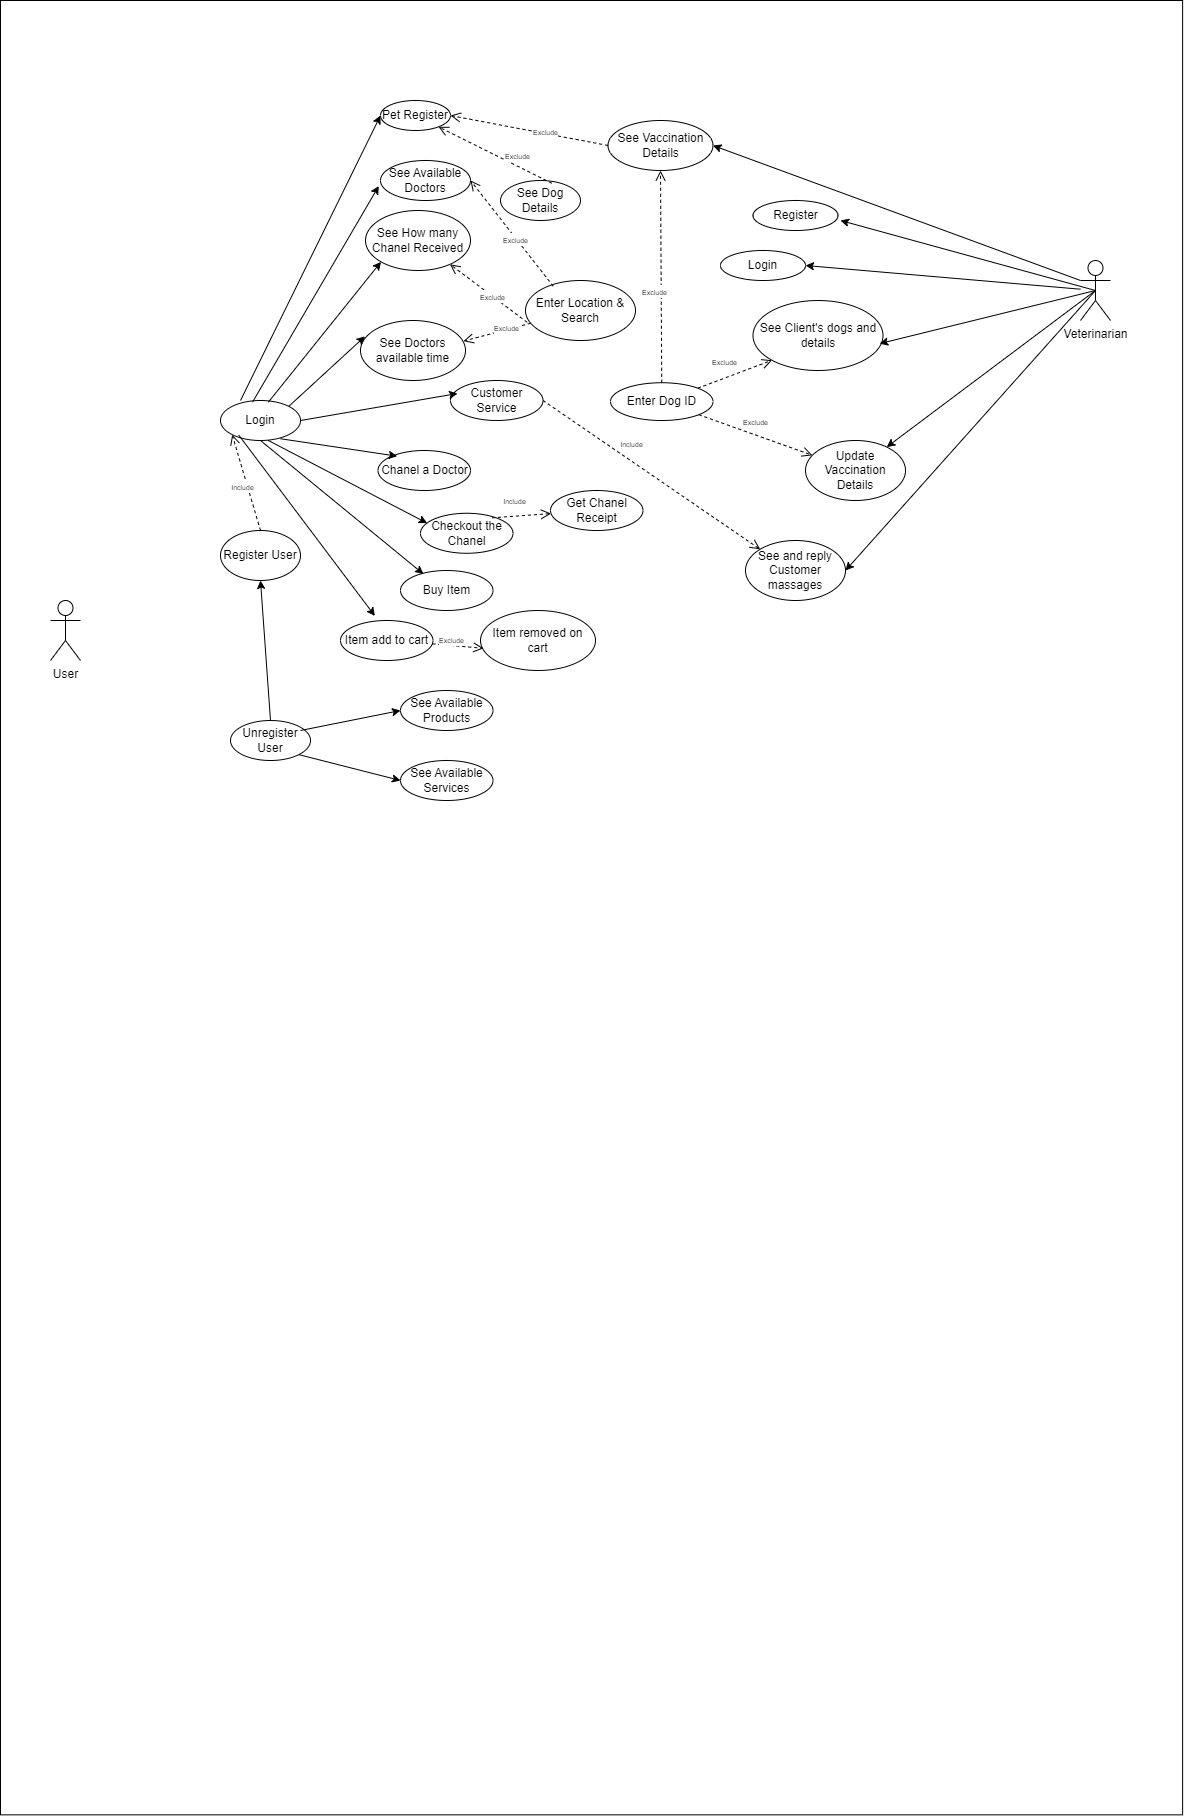 Pet Register
Exclude
See Vaccination
Details
Exclude
See Available
Doctors
See Dog
Details
Register
See How many
Chanel Received
Exclude
Login
Exclude
Exclude
Enter Location &
Search
Exclude
See Doctors
available time
See Client's dogs and
details
Veterinarian
Exclude
Customer
Service
Enter Dog ID
Login
Exclude
Include
Update
Vaccination
Details
Chanel a Doctor
Include
Include
Get Chanel
Receipt
Checkout the
Chanel
Register User
See and reply
Customer
massages
Buy Item
Item add to cart
Exclude
Item removed on
cart
User
See Available
Products
Unregister
User
See Available
Services